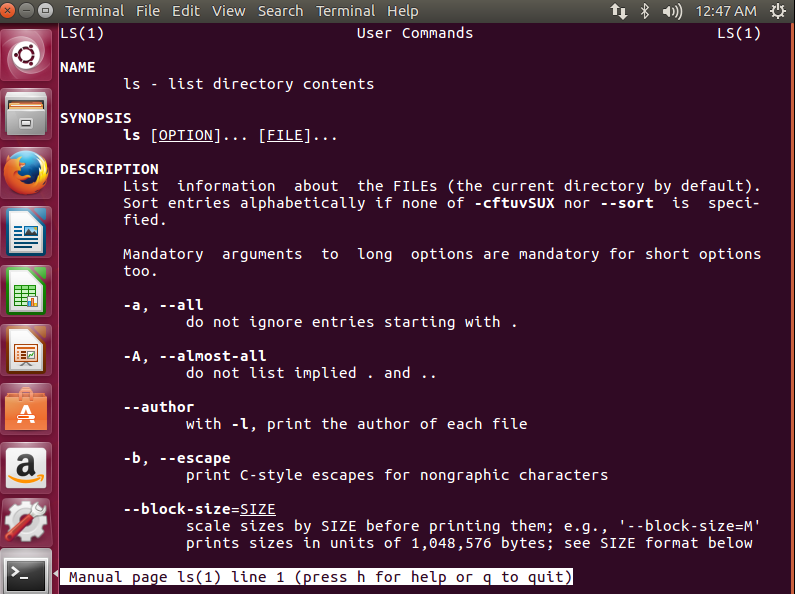 Terminal File Edit View Search Terminal Help 12:47 AM
LS(1) User Commands LS(1)
NAME
ls - list directory contents
SYNOPSIS
ls [OPTION]... [FILE]...
DESCRIPTION
List information about the FILEs (the current directory by default).
Sort entries alphabetically if none of -cftuvSUX nor --sort is speci-
fied.
Mandatory arguments to long options are mandatory for short options
too.
-a, --all
do not ignore entries starting with .
-A, --almost-all
do not list implied . and ..
--author
with -l, print the author of each file
-b, --escape
print C-style escapes for nongraphic characters
--block-size=SIZE
scale sizes by SIZE before printing them; e.g., '--block-size=M'
prints sizes in units of 1,048,576 bytes; see SIZE format below
Manual page ls(1) line 1 (press h for help or q to quit)